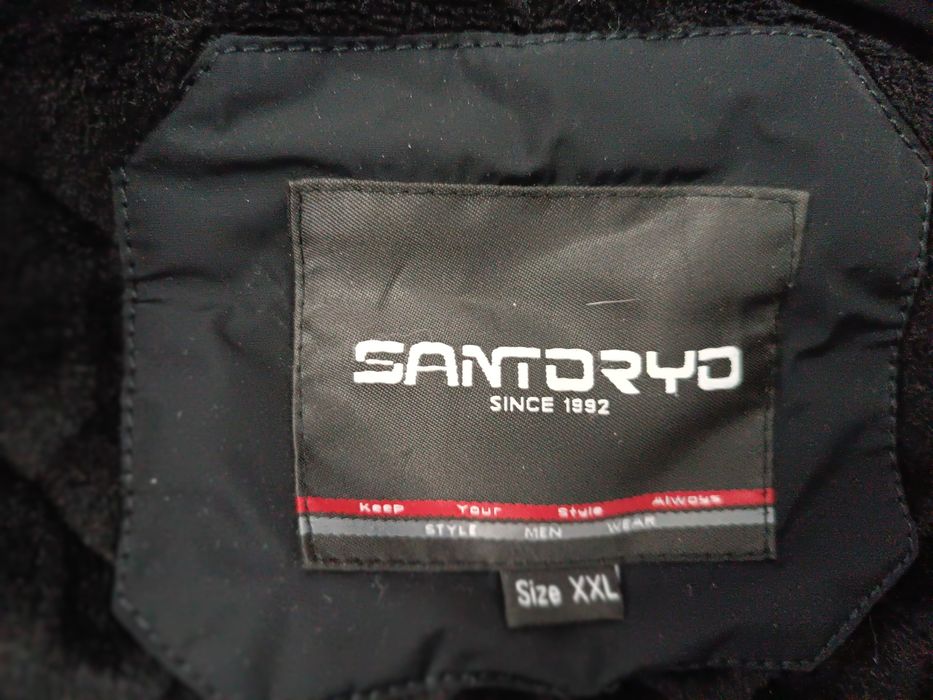 SANTORYO
SINCE 1992
Keep Your Style Always
STYLE MEN WEAR
Size XXL